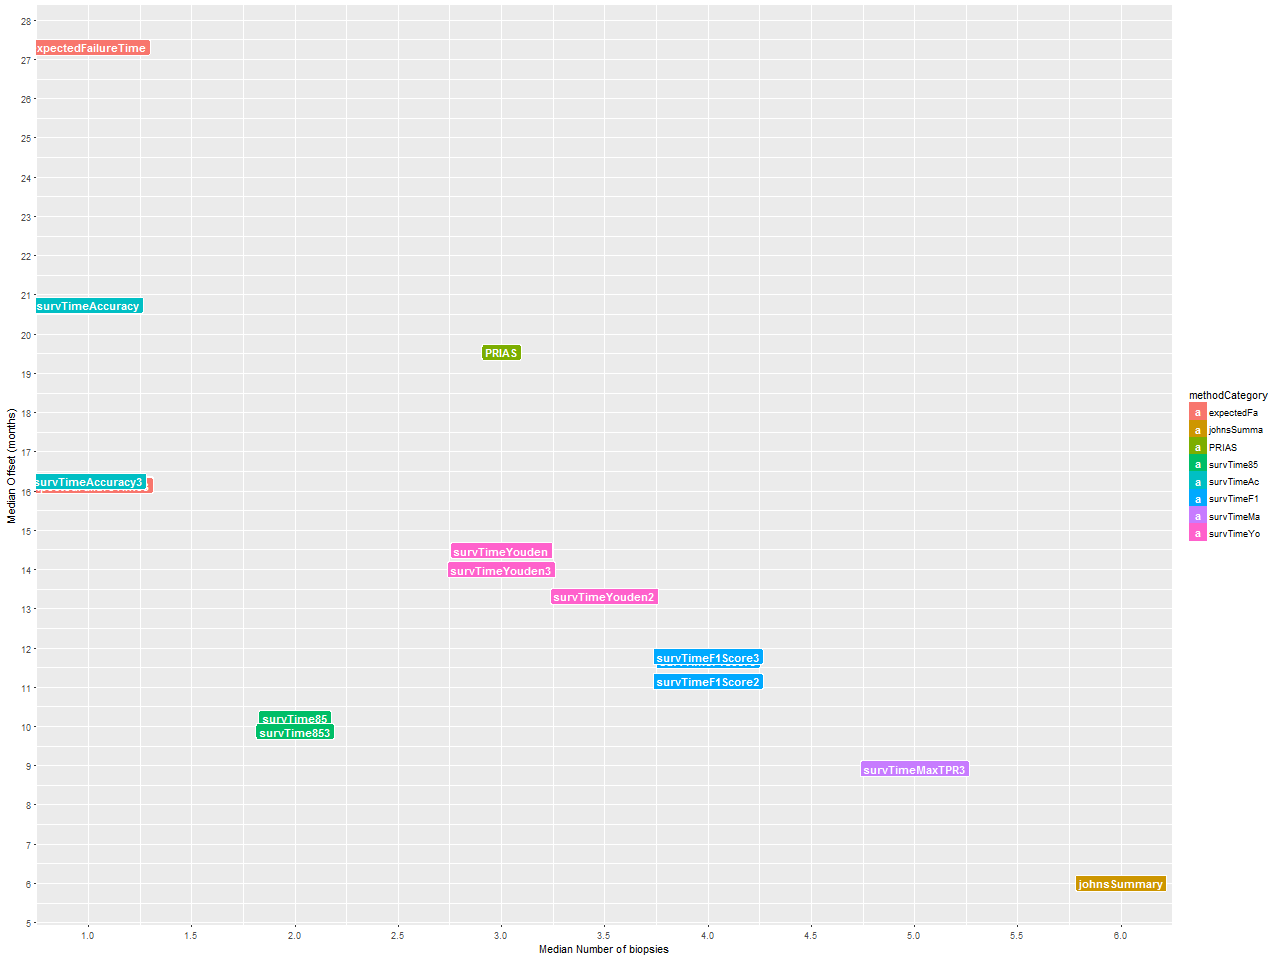 28
xpectedFailureTime
27
26
25
24
23
22
21
survTimeAccuracy
20
PRIAS
19
18
17
survTimeAccuracy3
16
15
survTimeYouden
14
survTimeYouden3
13
survTimeYouden2
12
survTimeF1Score3
11
survTimeF1Score2
10
survTime85
survTime853
9
survTimeMaxTPR3
8
7
6
johnsSummary
5
Median Offset (months)
1.0 1.5 2.0 2.5 3.0 3.5 4.0 4.5 5.0 5.5 6.0
Median Number of biopsies
methodCategory
a expectedFa
a johnsSumma
a PRIAS
a survTime85
a survTimeAc
a survTimeF1
a survTimeMa
a survTimeYo